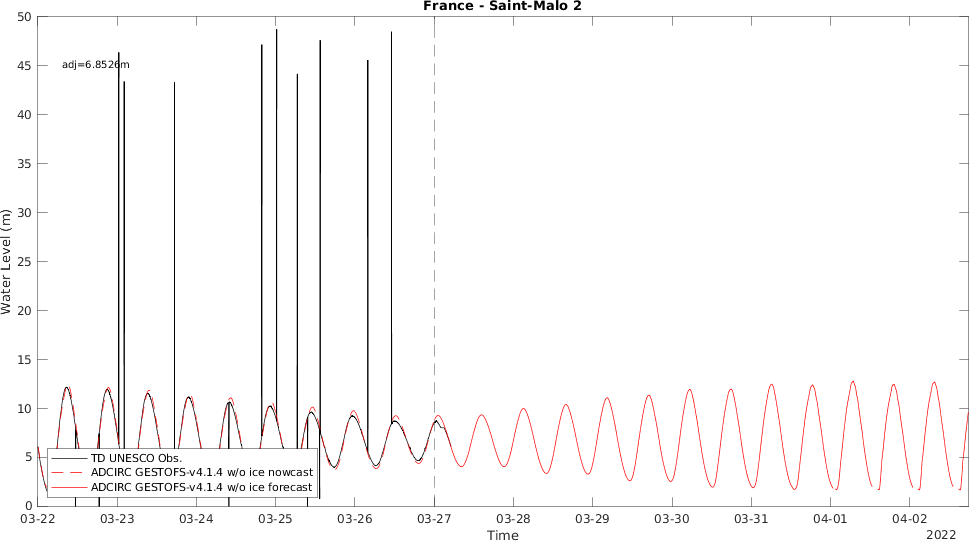 France - Saint-Malo 2
50
45
40
35
30
25
20
15
10
5
0
Water Level (m)
adj=6.8526m
TD UNESCO Obs.
ADCIRC GESTOFS-v4.1.4 w/o ice nowcast
ADCIRC GESTOFS-v4.1.4 w/o ice forecast
03-22 03-23 03-24 03-25 03-26 03-27 03-28 03-29 03-30 03-31 04-01 04-02
Time
2022